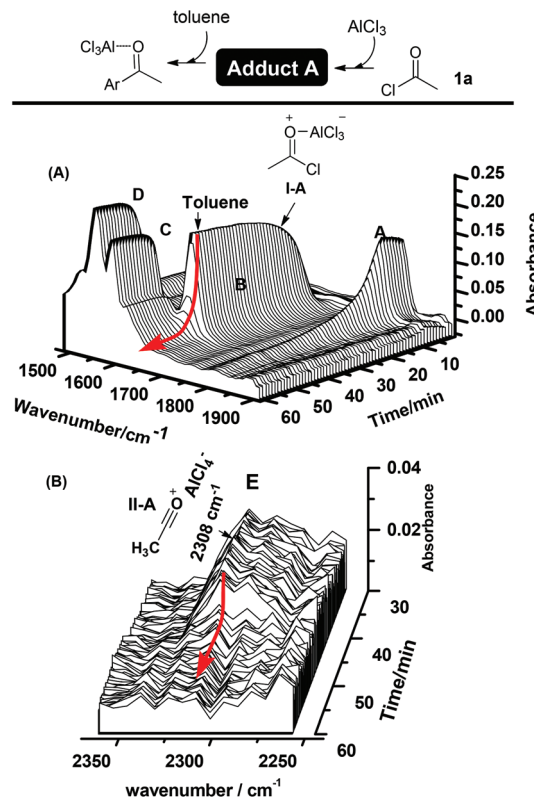 toluene
AlCl3
Cl3Al
O
Ar
Adduct A
O
Cl
1a
+
O–AlCl3
−
Cl
I-A
(A)
D
C
Toluene
B
A
0.25
0.20
0.15
0.10
0.05
0.00
Absorbance
1500
1600
1700
1800
1900
Wavenumber/cm-1
60
50
40
30
20
10
Time/min
(B)
II-A
+
O
AlCl4-
H3C
2308 cm-1
E
0.04
0.02
Absorbance
30
40
50
60
Time/min
2350
2300
2250
wavenumber / cm-1